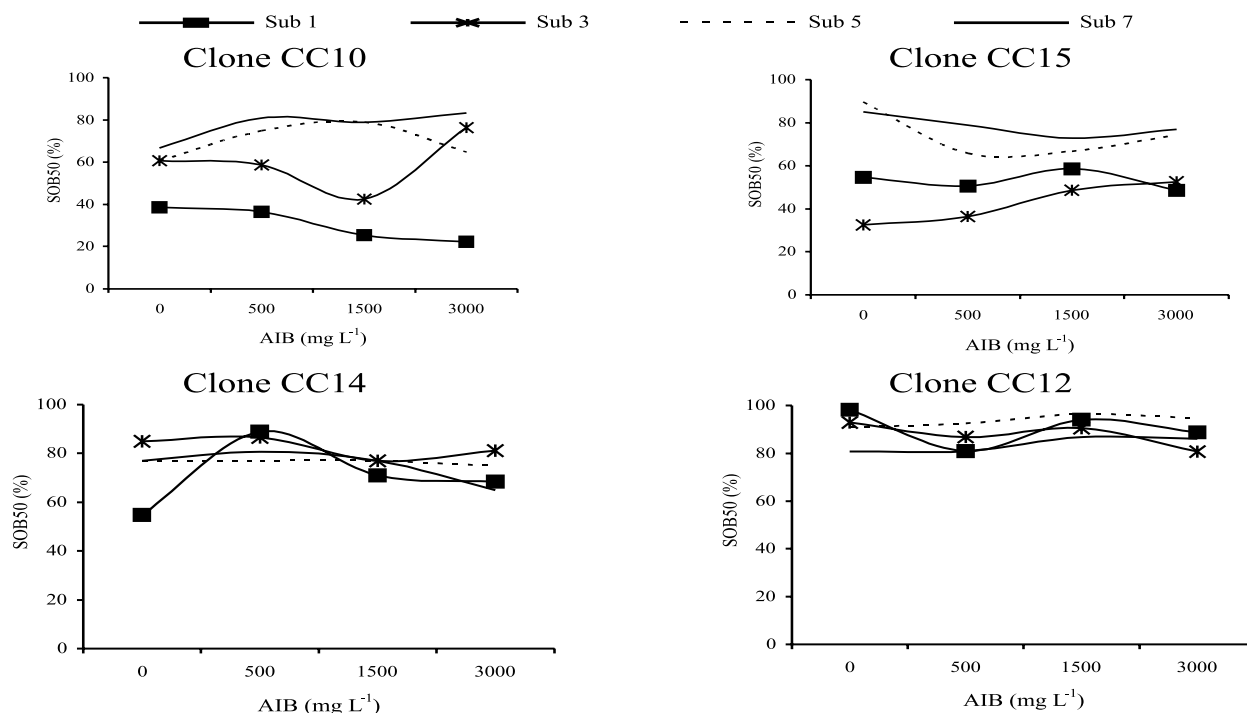 Sub 1 Sub 3 Sub 5 Sub 7
Clone CC10
100
80
60
40
20
0
SOB50 (%)
0 500 1500 3000
AIB (mg L-1)
Clone CC15
100
80
60
40
20
0
SOB50 (%)
0 500 1500 3000
AIB (mg L-1)
Clone CC14
100
80
60
40
20
0
SOB50 (%)
0 500 1500 3000
AIB (mg L-1)
Clone CC12
100
80
60
40
20
0
SOB50 (%)
0 500 1500 3000
AIB (mg L-1)